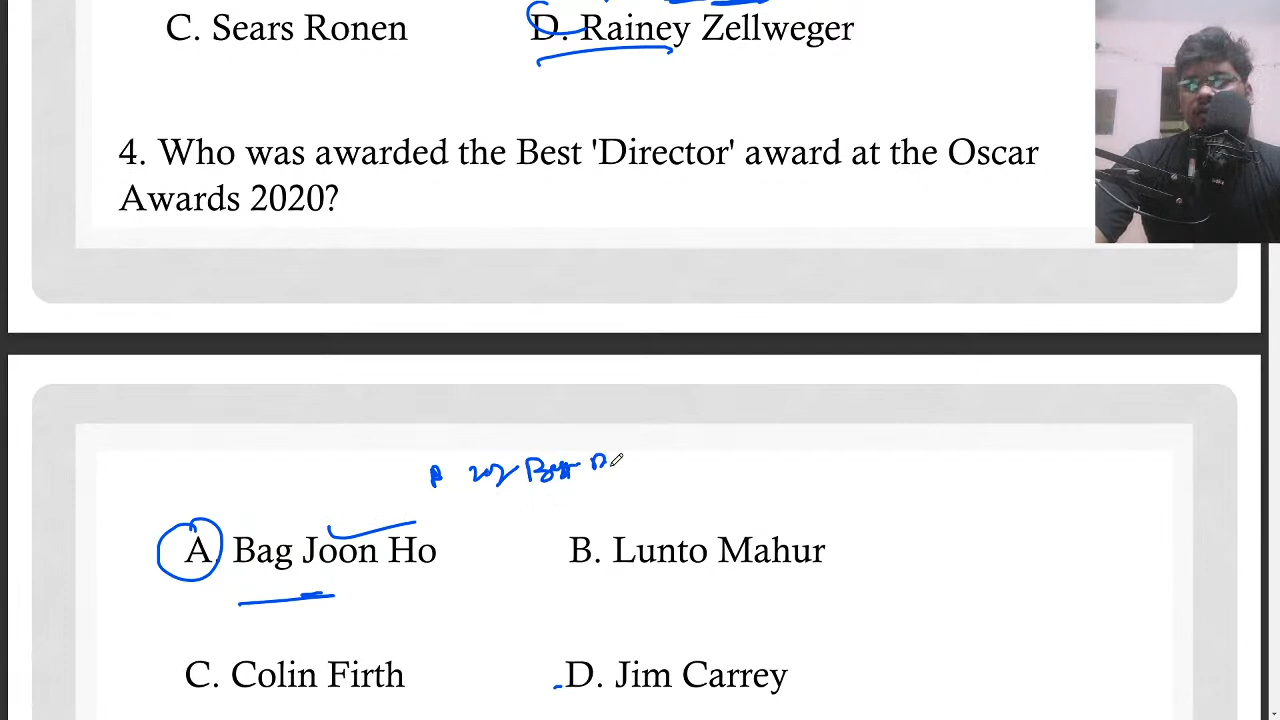 C. Sears Ronen D. Rainey Zellweger
4. Who was awarded the Best 'Director' award at the Oscar
Awards 2020?
A. Bag Joon Ho B. Lunto Mahur
C. Colin Firth D. Jim Carrey